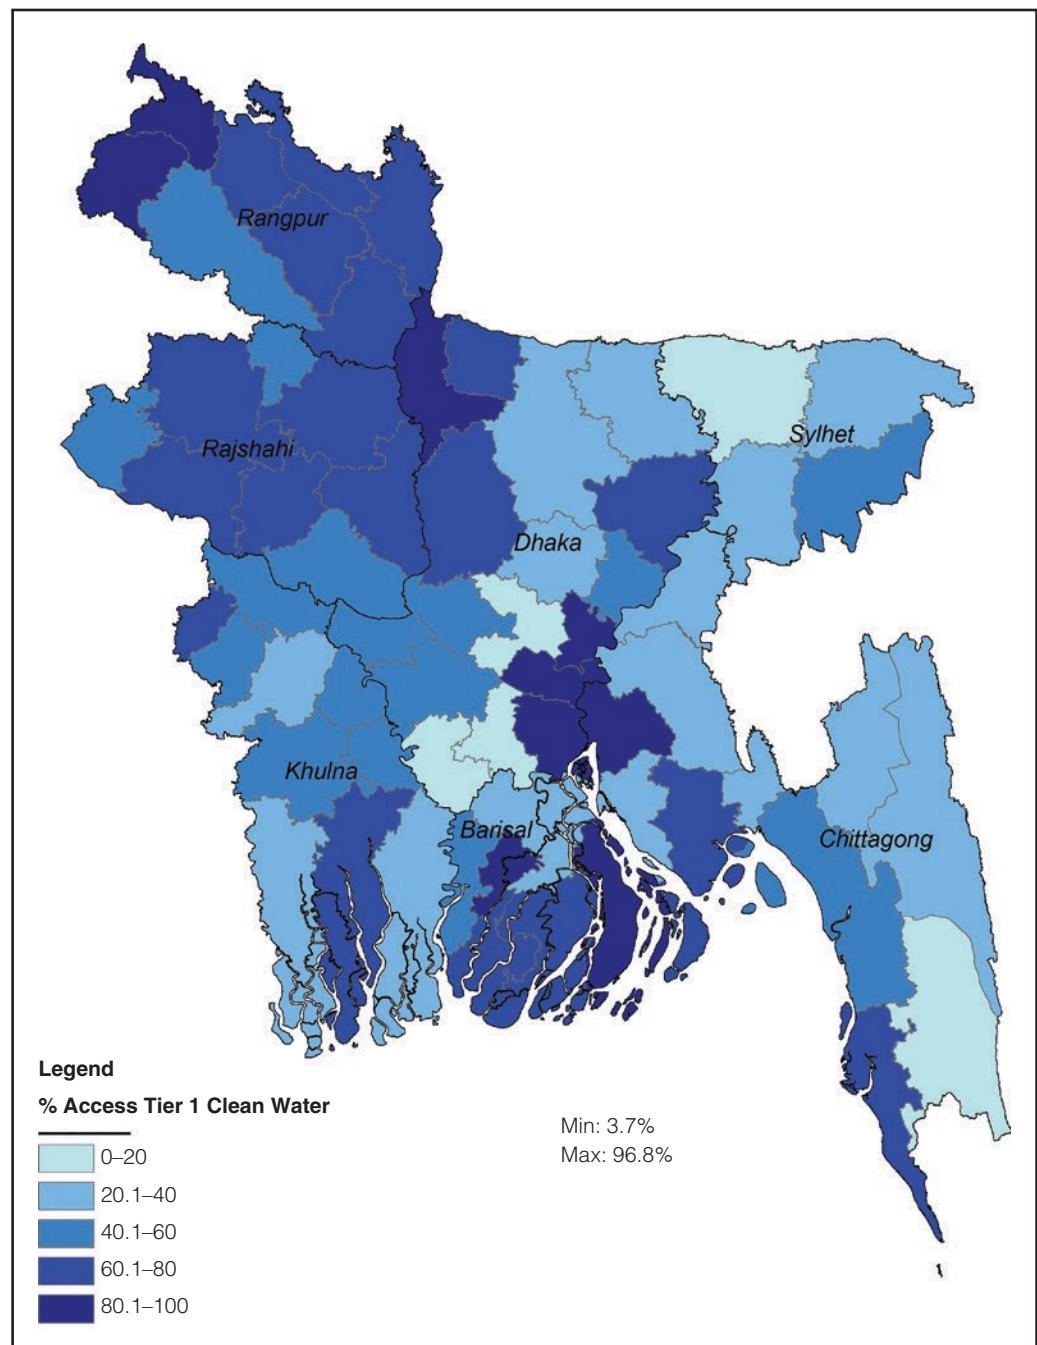 Rangpur
Rajshahi
Sylhet
Dhaka
Khulna
Barisal
Chittagong
Legend
% Access Tier 1 Clean Water
0–20
20.1–40
40.1–60
60.1–80
80.1–100
Min: 3.7%
Max: 96.8%